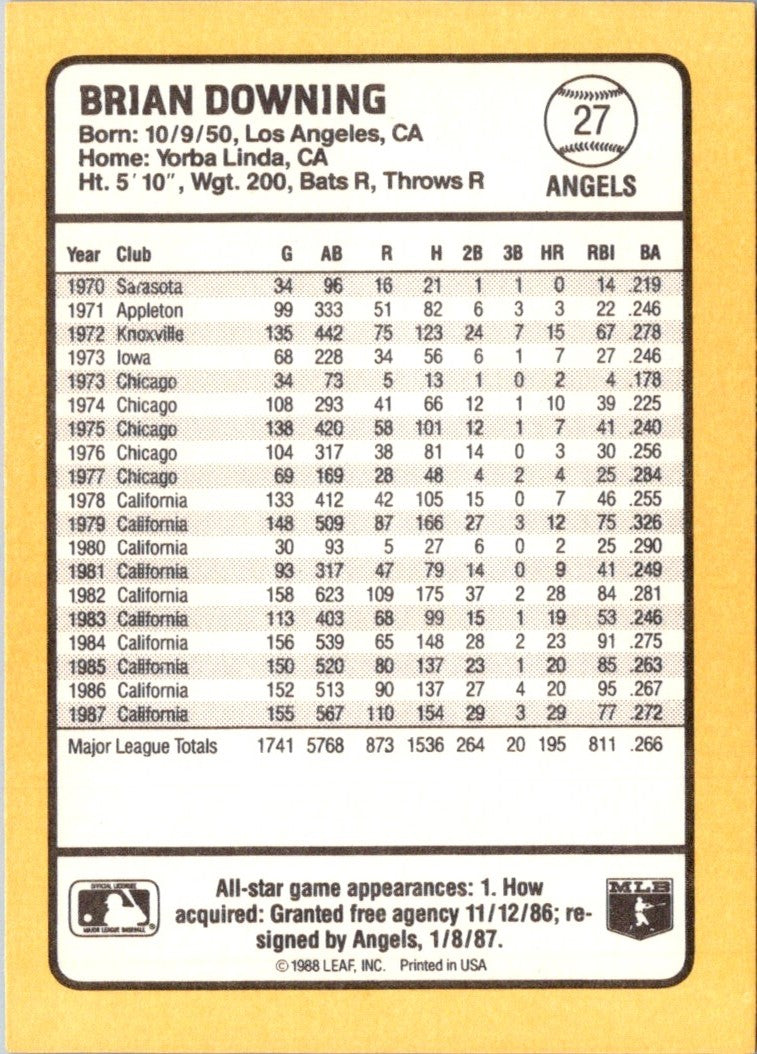 BRIAN DOWNING
Born: 10/9/50, Los Angeles, CA
Home: Yorba Linda, CA
Ht. 5' 10", Wgt. 200, Bats R, Throws R
27
ANGELS
Year Club G AB R H 2B 3B HR RBI BA
1970 Sarasota 34 96 16 21 1 1 0 14 .219
1971 Appleton 99 333 51 82 6 3 3 22 .246
1972 Knoxville 135 442 75 123 24 7 15 67 .278
1973 Iowa 68 228 34 56 6 1 7 27 .246
1973 Chicago 34 73 5 13 1 0 2 4 .178
1974 Chicago 108 293 41 66 12 1 10 39 .225
1975 Chicago 138 420 58 101 12 1 7 41 .240
1976 Chicago 104 317 38 81 14 0 3 30 .256
1977 Chicago 69 169 28 48 4 2 4 25 .284
1978 California 133 412 42 105 15 0 7 46 .255
1979 California 148 509 87 166 27 3 12 75 .326
1980 California 30 93 5 27 6 0 2 25 .290
1981 California 93 317 47 79 14 0 9 41 .249
1982 California 158 623 109 175 37 2 28 84 .281
1983 California 113 403 68 99 15 1 19 53 .246
1984 California 156 539 65 148 28 2 23 91 .275
1985 California 150 520 80 137 23 1 20 85 .263
1986 California 152 513 90 137 27 4 20 95 .267
1987 California 155 567 110 154 29 3 29 77 .272
Major League Totals 1741 5768 873 1536 264 20 195 811 .266
OFFICIAL LICENSEE
MAJOR LEAGUE BASEBALL®
All-star game appearances: 1. How
acquired: Granted free agency 11/12/86; re-
signed by Angels, 1/8/87.
MLB
© 1988 LEAF, INC. Printed in USA